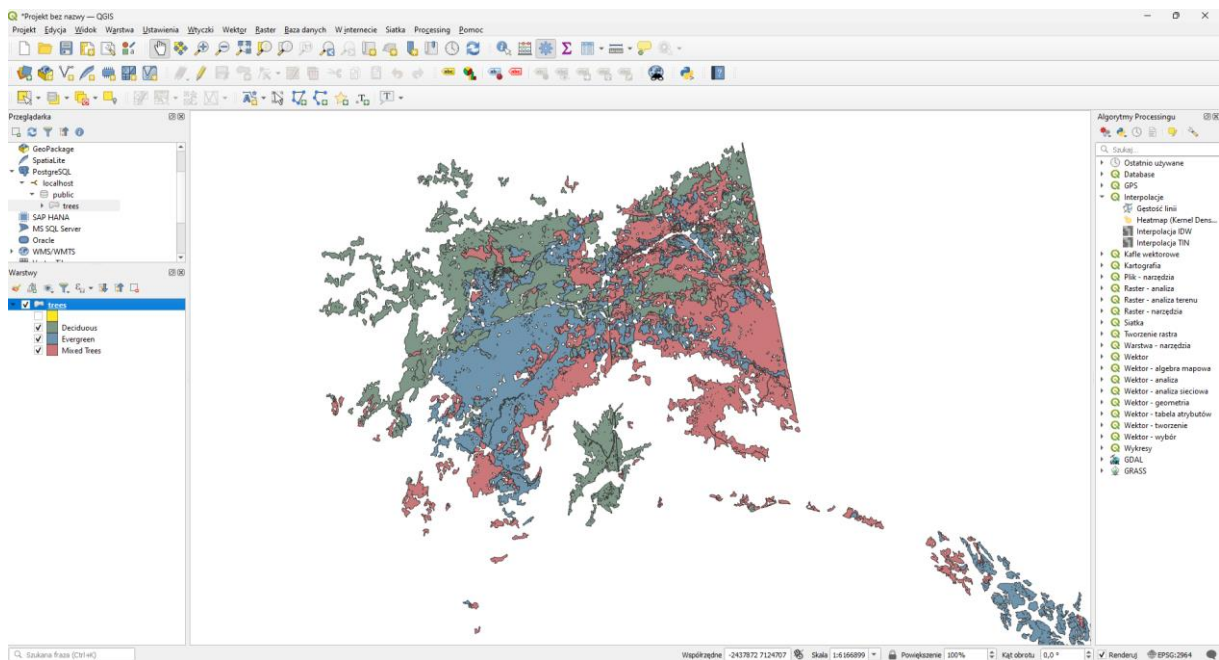 *Projekt bez nazwy — QGIS
Projekt Edycja Widok Warstwa Ustawienia Wtyczki Wektor Raster Baza danych W internecie Siatka Processing Pomoc
Przeglądarka
GeoPackage
SpatiaLite
PostgreSQL
localhost
public
trees
SAP HANA
MS SQL Server
Oracle
WMS/WMTS
Warstwy
trees
Deciduous
Evergreen
Mixed Trees
Algorytmy Processingu
Szukaj...
Ostatnio używane
Database
GPS
Interpolacje
Gęstość linii
Heatmap (Kernel Dens...
Interpolacja IDW
Interpolacja TIN
Kafle wektorowe
Kartografia
Plik - narzędzia
Raster - analiza
Raster - analiza terenu
Raster - narzędzia
Siatka
Tworzenie rastra
Warstwa - narzędzia
Wektor
Wektor - algebra mapowa
Wektor - analiza
Wektor - analiza sieciowa
Wektor - geometria
Wektor - tabela atrybutów
Wektor - tworzenie
Wektor - wybór
Wykresy
GDAL
GRASS
Szukana fraza (Ctrl+K)
Współrzędne -2437872 7124707 Skala 1:6166899 Powiększenie 100% Kąt obrotu 0,0 ° Renderuj EPSG:2964